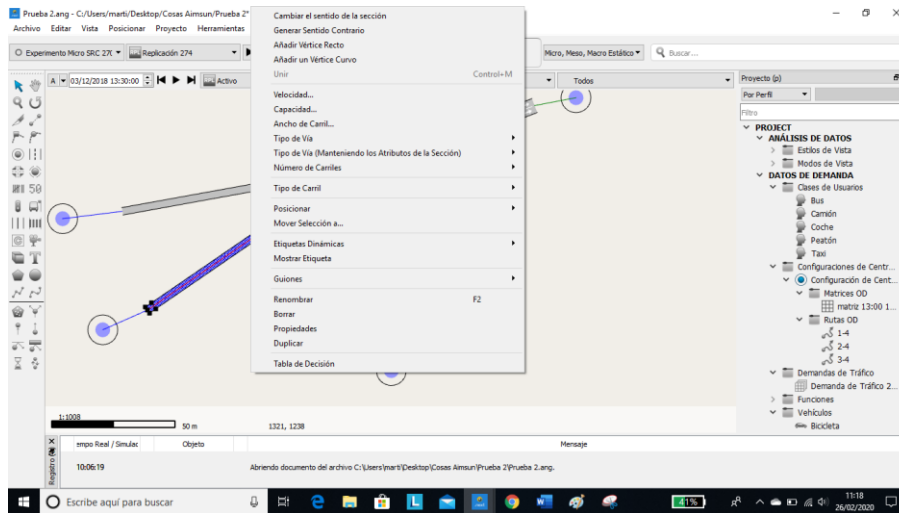 Prueba 2.ang - C:/Users/marti/Desktop/Cosas Aimsun/Prueba 2*
Archivo Editar Vista Posicionar Proyecto Herramientas
Experimento Micro SRC 27( Replicación 274
Micro, Meso, Macro Estático
Buscar...
A 03/12/2018 13:30:00 Activo
Todos
Cambiar el sentido de la sección
Generar Sentido Contrario
Añadir Vértice Recto
Añadir un Vértice Curvo
Unir Control+M
Velocidad...
Capacidad...
Ancho de Carril...
Tipo de Vía
Tipo de Vía (Manteniendo los Atributos de la Sección)
Número de Carriles
Tipo de Carril
Posicionar
Mover Selección a...
Etiquetas Dinámicas
Mostrar Etiqueta
Guiones
Renombrar F2
Borrar
Propiedades
Duplicar
Tabla de Decisión
50
1:1008
50 m
1321, 1238
Proyecto (p)
Por Perfil
Filtro
PROJECT
ANÁLISIS DE DATOS
Estilos de Vista
Modos de Vista
DATOS DE DEMANDA
Clases de Usuarios
Bus
Camión
Coche
Peatón
Taxi
Configuraciones de Centr...
Configuración de Cent...
Matrices OD
matriz 13:00 1...
Rutas OD
1-4
2-4
3-4
Demandas de Tráfico
Demanda de Tráfico 2...
Funciones
Vehículos
Bicicleta
Registro
empo Real / Simulac Objeto Mensaje
10:06:19 Abriendo documento del archivo C:\Users\marti\Desktop\Cosas Aimsun\Prueba 2\Prueba 2.ang.
Escribe aquí para buscar
41%
11:18
26/02/2020